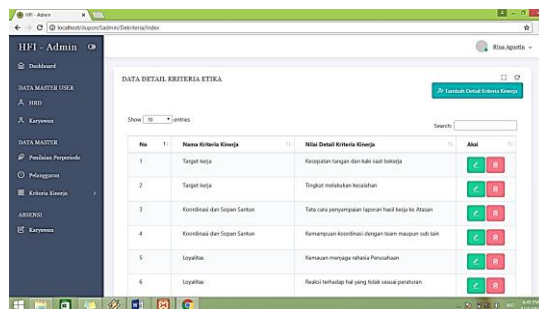 HFI - Admin
localhost/dupon/Sadmin/Dekriteria/index
HFI - Admin
Rina Agustin
Dashboard
DATA MASTER USER
HRD
Karyawan
DATA MASTER
Penilaian Perperiode
Pelanggaran
Kriteria Kinerja
ABSENSI
Karyawan
DATA DETAIL KRITERIA ETIKA
Tambah Detail Kriteria Kinerja
Show 10 entries
Search:
No Nama Kriteria Kinerja Nilai Detail Kriteria Kinerja Aksi
1 Target kerja Kecepatan tangan dan kaki saat bekerja
2 Target kerja Tingkat melakukan kesalahan
3 Koordinasi dan Sopan Santun Tata cara penyampaian laporan hasil kerja ke Atasan
4 Koordinasi dan Sopan Santun Kemampuan koordinasi dengan team maupun sub lain
5 Loyalitas Kemauan menjaga rahasia Perusahaan
6 Loyalitas Reaksi terhadap hal yang tidak sesuai peraturan